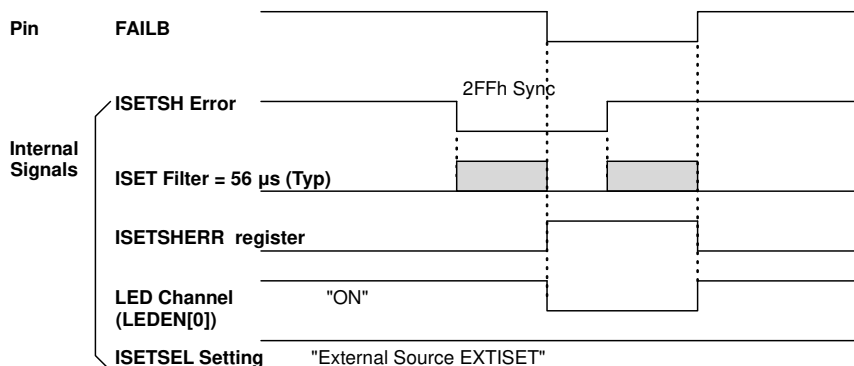 Pin FAILB
2FFh Sync
ISETSH Error
Internal
Signals
ISET Filter = 56 µs (Typ)
ISETSHERR register
LED Channel "ON"
(LEDEN[0])
ISETSEL Setting "External Source EXTISET"